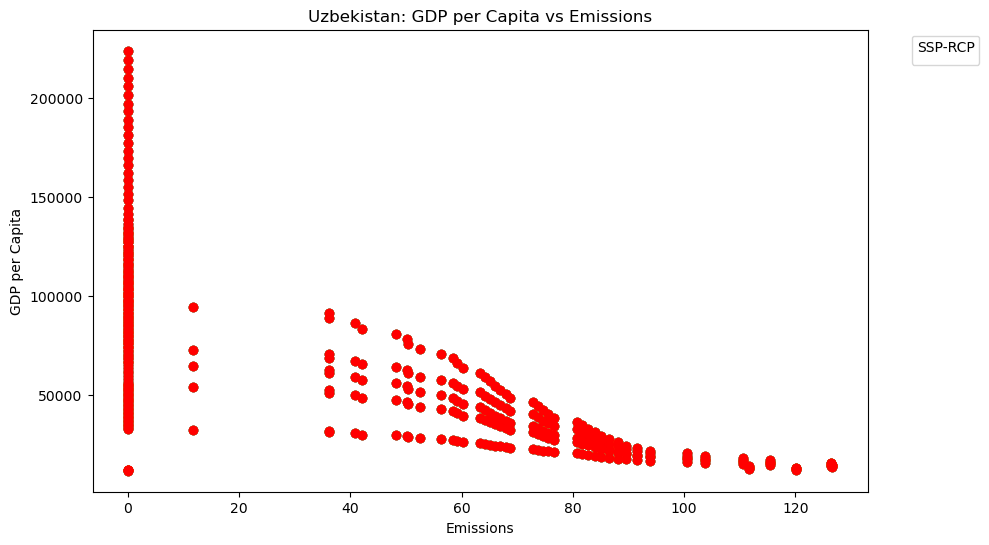 Uzbekistan: GDP per Capita vs Emissions
SSP-RCP
200000
150000
100000
50000
GDP per Capita
0 20 40 60 80 100 120
Emissions